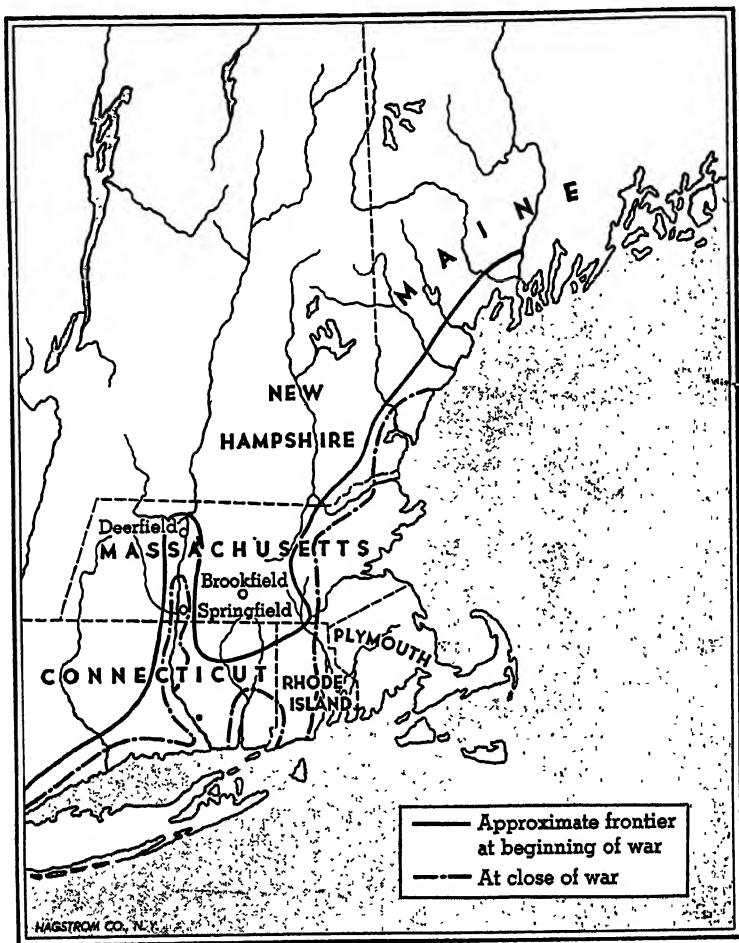 MAINE
NEW
HAMPSHIRE
Deerfield
MASSACHUSETTS
Brookfield
Springfield
PLYMOUTH
CONNECTICUT
RHODE
ISLAND
Approximate frontier
at beginning of war
At close of war
HAGSTROM CO., N.Y.